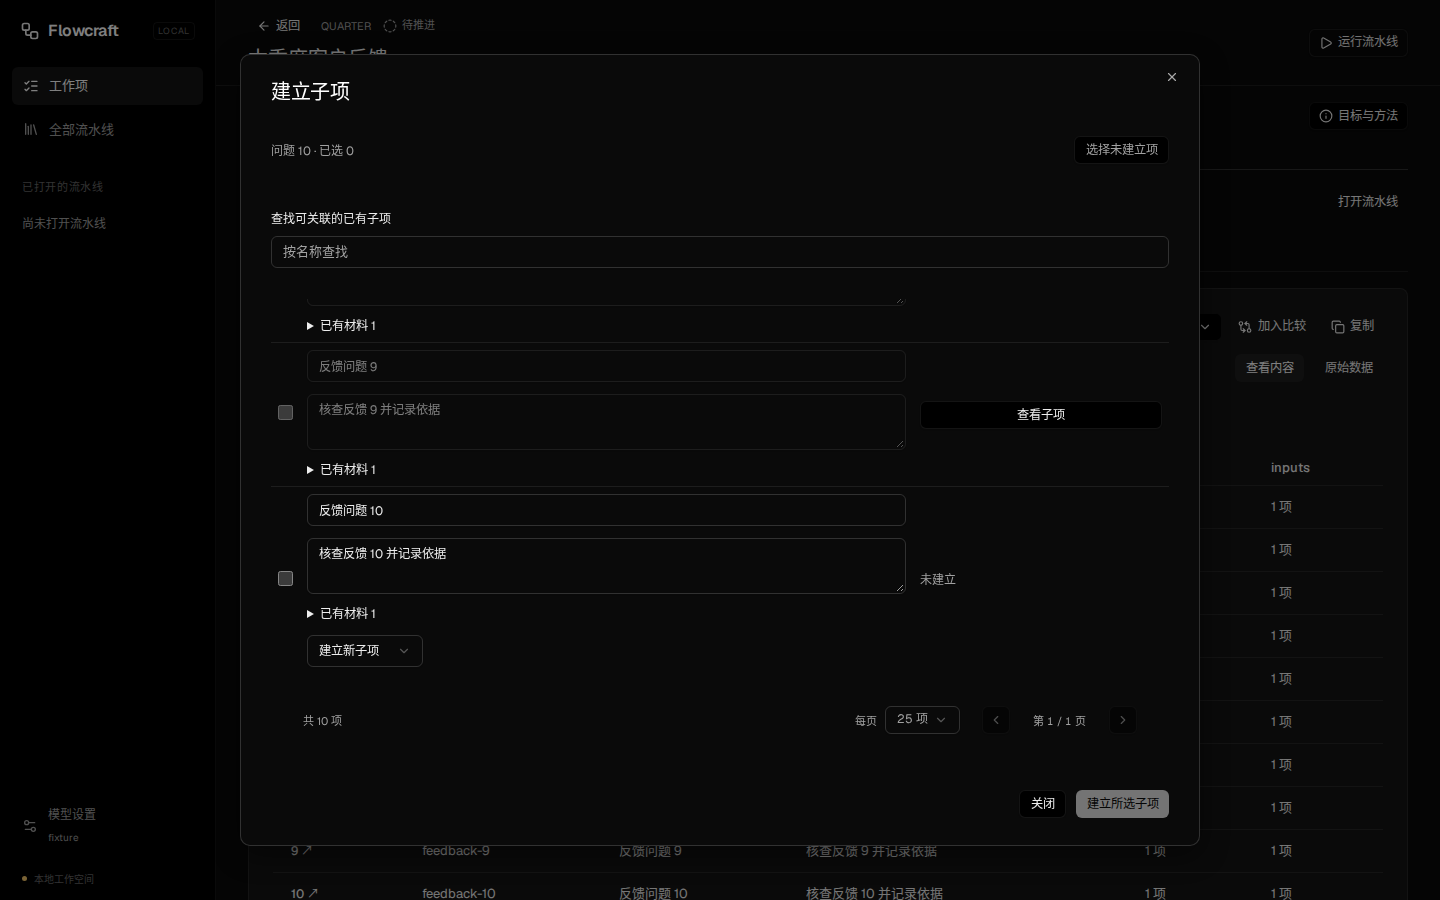 Flowcraft
LOCAL
工作项
全部流水线
已打开的流水线
尚未打开流水线
模型设置
fixture
本地工作空间
返回
QUARTER
待推进
本季度客户反馈
运行流水线
目标与方法
打开流水线
加入比较
复制
查看内容
原始数据
建立子项
问题 10 · 已选 0
选择未建立项
查找可关联的已有子项
按名称查找
已有材料 1
反馈问题 9
核查反馈 9 并记录依据
查看子项
已有材料 1
反馈问题 10
核查反馈 10 并记录依据
未建立
已有材料 1
建立新子项
共 10 项
每页
25 项
第 1 / 1 页
关闭
建立所选子项
inputs
1 项
1 项
1 项
1 项
1 项
1 项
1 项
1 项
9 feedback-9 反馈问题 9 核查反馈 9 并记录依据 1 项 1 项
10 feedback-10 反馈问题 10 核查反馈 10 并记录依据 1 项 1 项